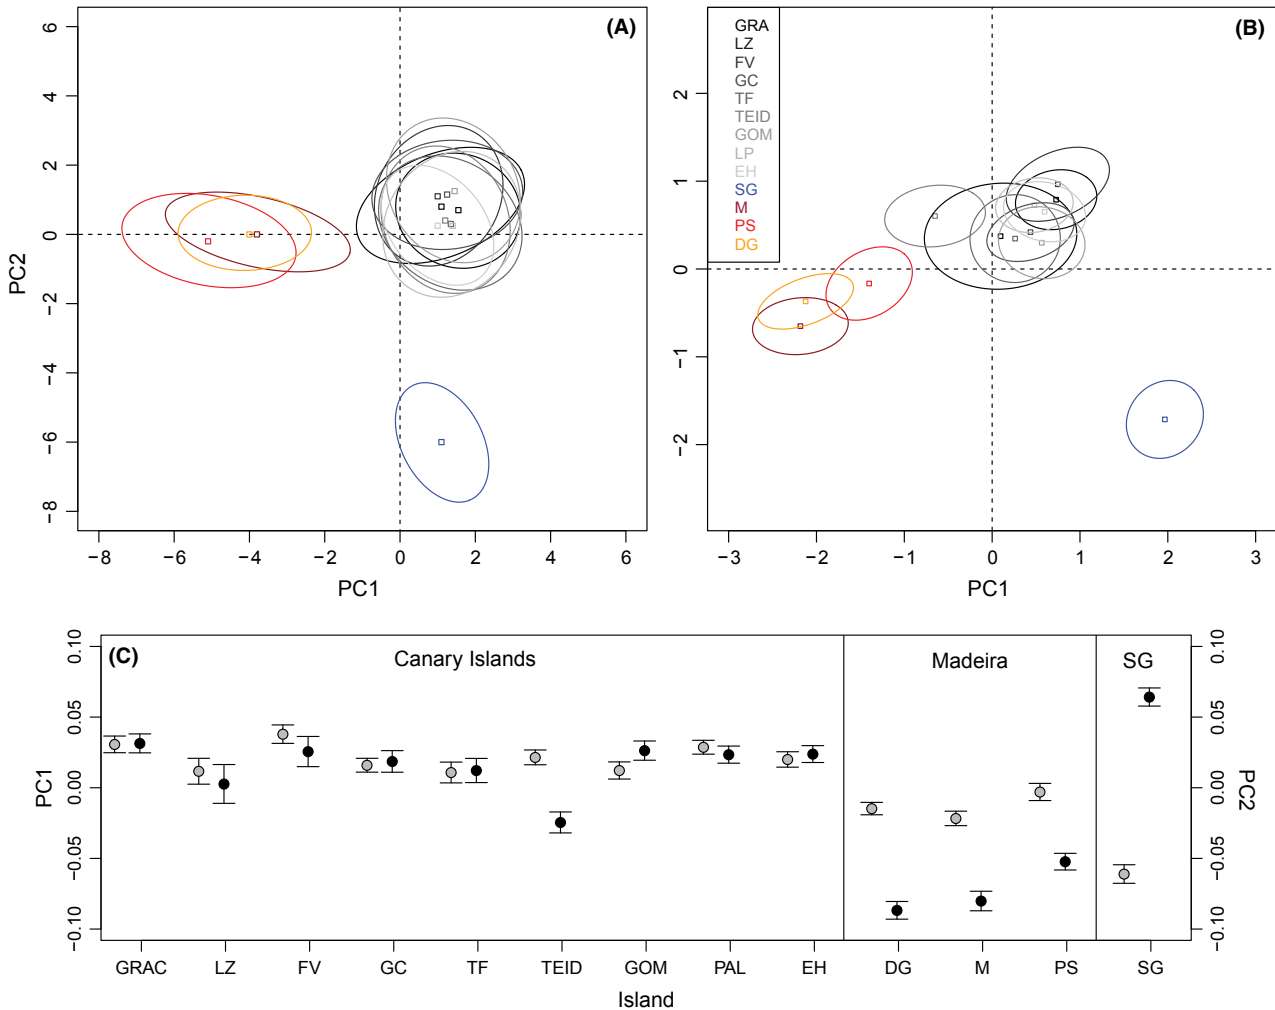 (A)
6
4
2
0
−2
−4
−6
−8
PC2
−8 −6 −4 −2 0 2 4 6
PC1
(B)
GRA
LZ
FV
GC
TF
TEID
GOM
LP
EH
SG
M
PS
DG
2
1
0
−1
−2
−3 −2 −1 0 1 2 3
PC1
(C)
Canary Islands Madeira SG
0.10
0.05
0.00
−0.05
−0.10
PC1
0.10
0.05
0.00
−0.05
−0.10
PC2
GRAC LZ FV GC TF TEID GOM PAL EH DG M PS SG
Island